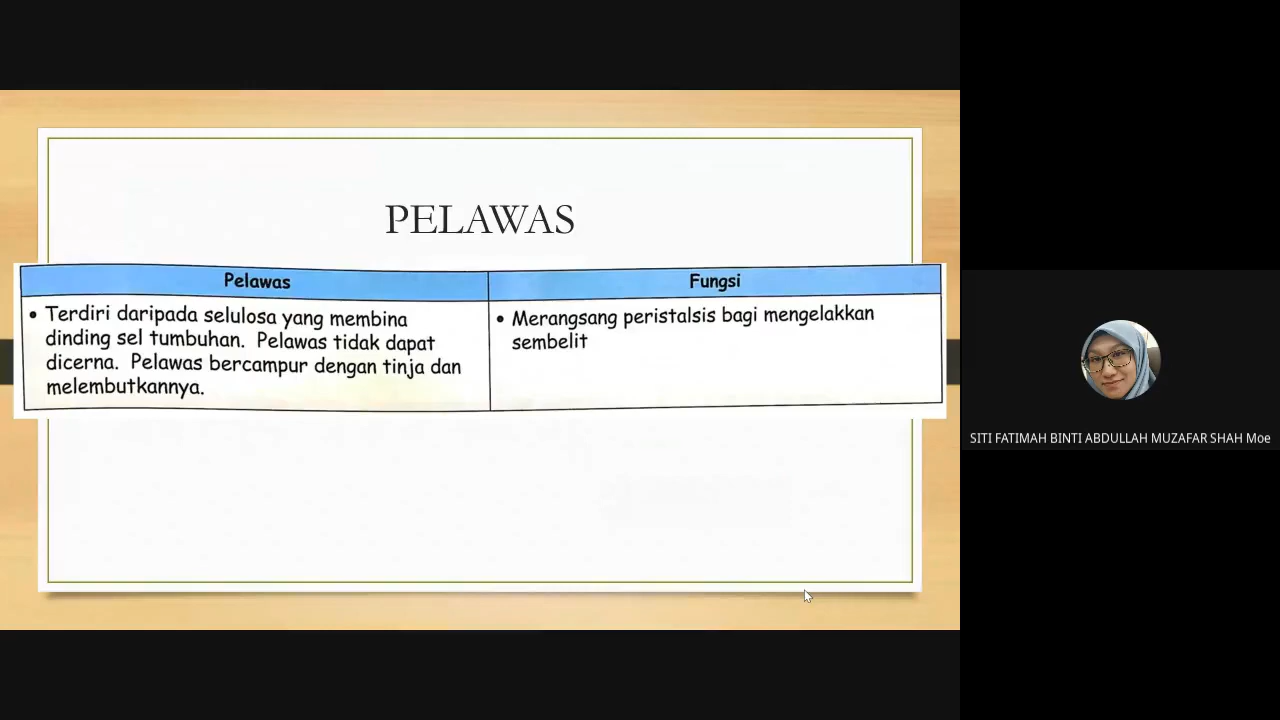 PELAWAS
Pelawas
Fungsi
• Terdiri daripada selulosa yang membina
dinding sel tumbuhan. Pelawas tidak dapat
dicerna. Pelawas bercampur dengan tinja dan
melembutkannya.
• Merangsang peristalsis bagi mengelakkan
sembelit
SITI FATIMAH BINTI ABDULLAH MUZAFAR SHAH Moe